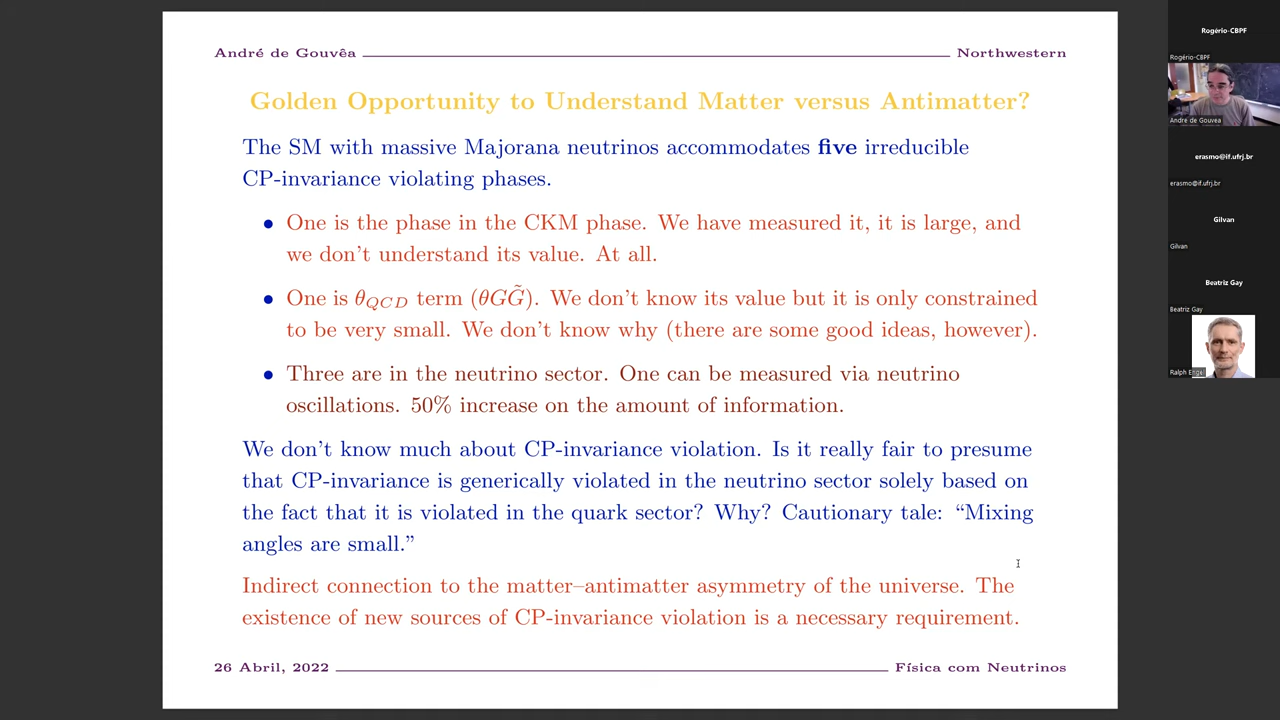 André de Gouvêa Northwestern
Golden Opportunity to Understand Matter versus Antimatter?
The SM with massive Majorana neutrinos accommodates five irreducible
CP-invariance violating phases.
• One is the phase in the CKM phase. We have measured it, it is large, and
we don't understand its value. At all.
• One is θQCD term (θGG̃). We don't know its value but it is only constrained
to be very small. We don't know why (there are some good ideas, however).
• Three are in the neutrino sector. One can be measured via neutrino
oscillations. 50% increase on the amount of information.
We don't know much about CP-invariance violation. Is it really fair to presume
that CP-invariance is generically violated in the neutrino sector solely based on
the fact that it is violated in the quark sector? Why? Cautionary tale: “Mixing
angles are small.”
Indirect connection to the matter–antimatter asymmetry of the universe. The
existence of new sources of CP-invariance violation is a necessary requirement.
26 Abril, 2022 Física com Neutrinos
Rogério-CBPF
Rogério-CBPF
André de Gouvea
erasmo@if.ufrj.br
erasmo@if.ufrj.br
Gilvan
Gilvan
Beatriz Gay
Beatriz Gay
Ralph Engel